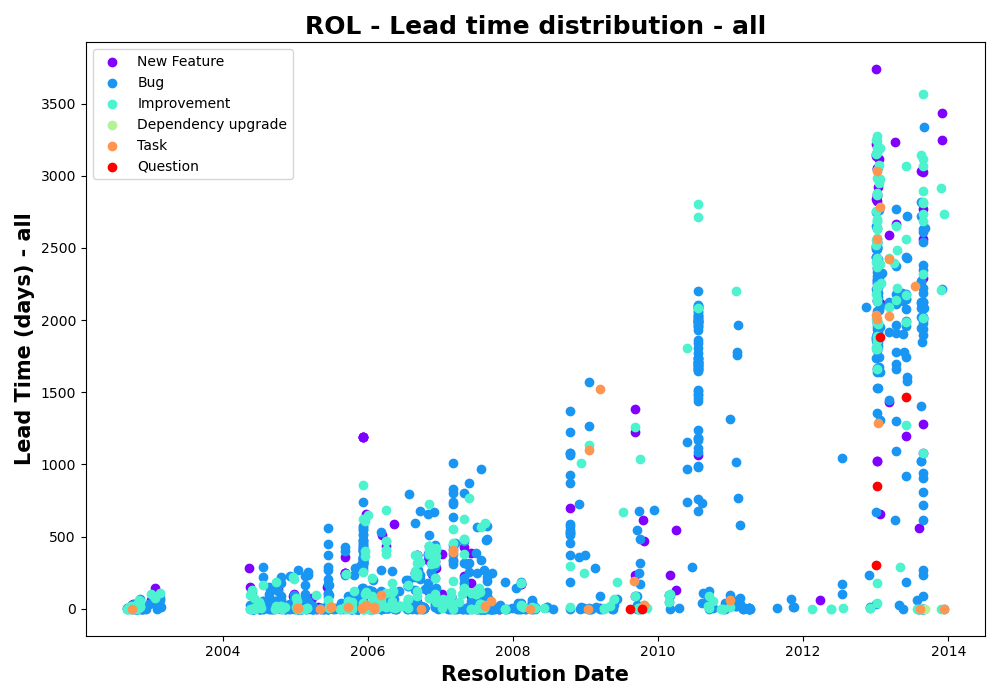 ROL - Lead time distribution - all
New Feature
Bug
Improvement
Dependency upgrade
Task
Question
Lead Time (days) - all
3500
3000
2500
2000
1500
1000
500
0
2004 2006 2008 2010 2012 2014
Resolution Date